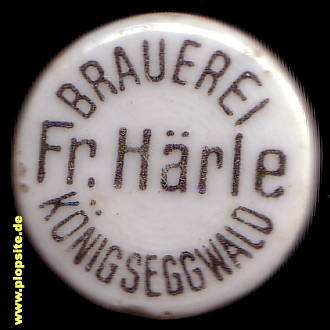 BRAUEREI
Fr. Härle
KÖNIGSEGGWALD
www.plopsite.de